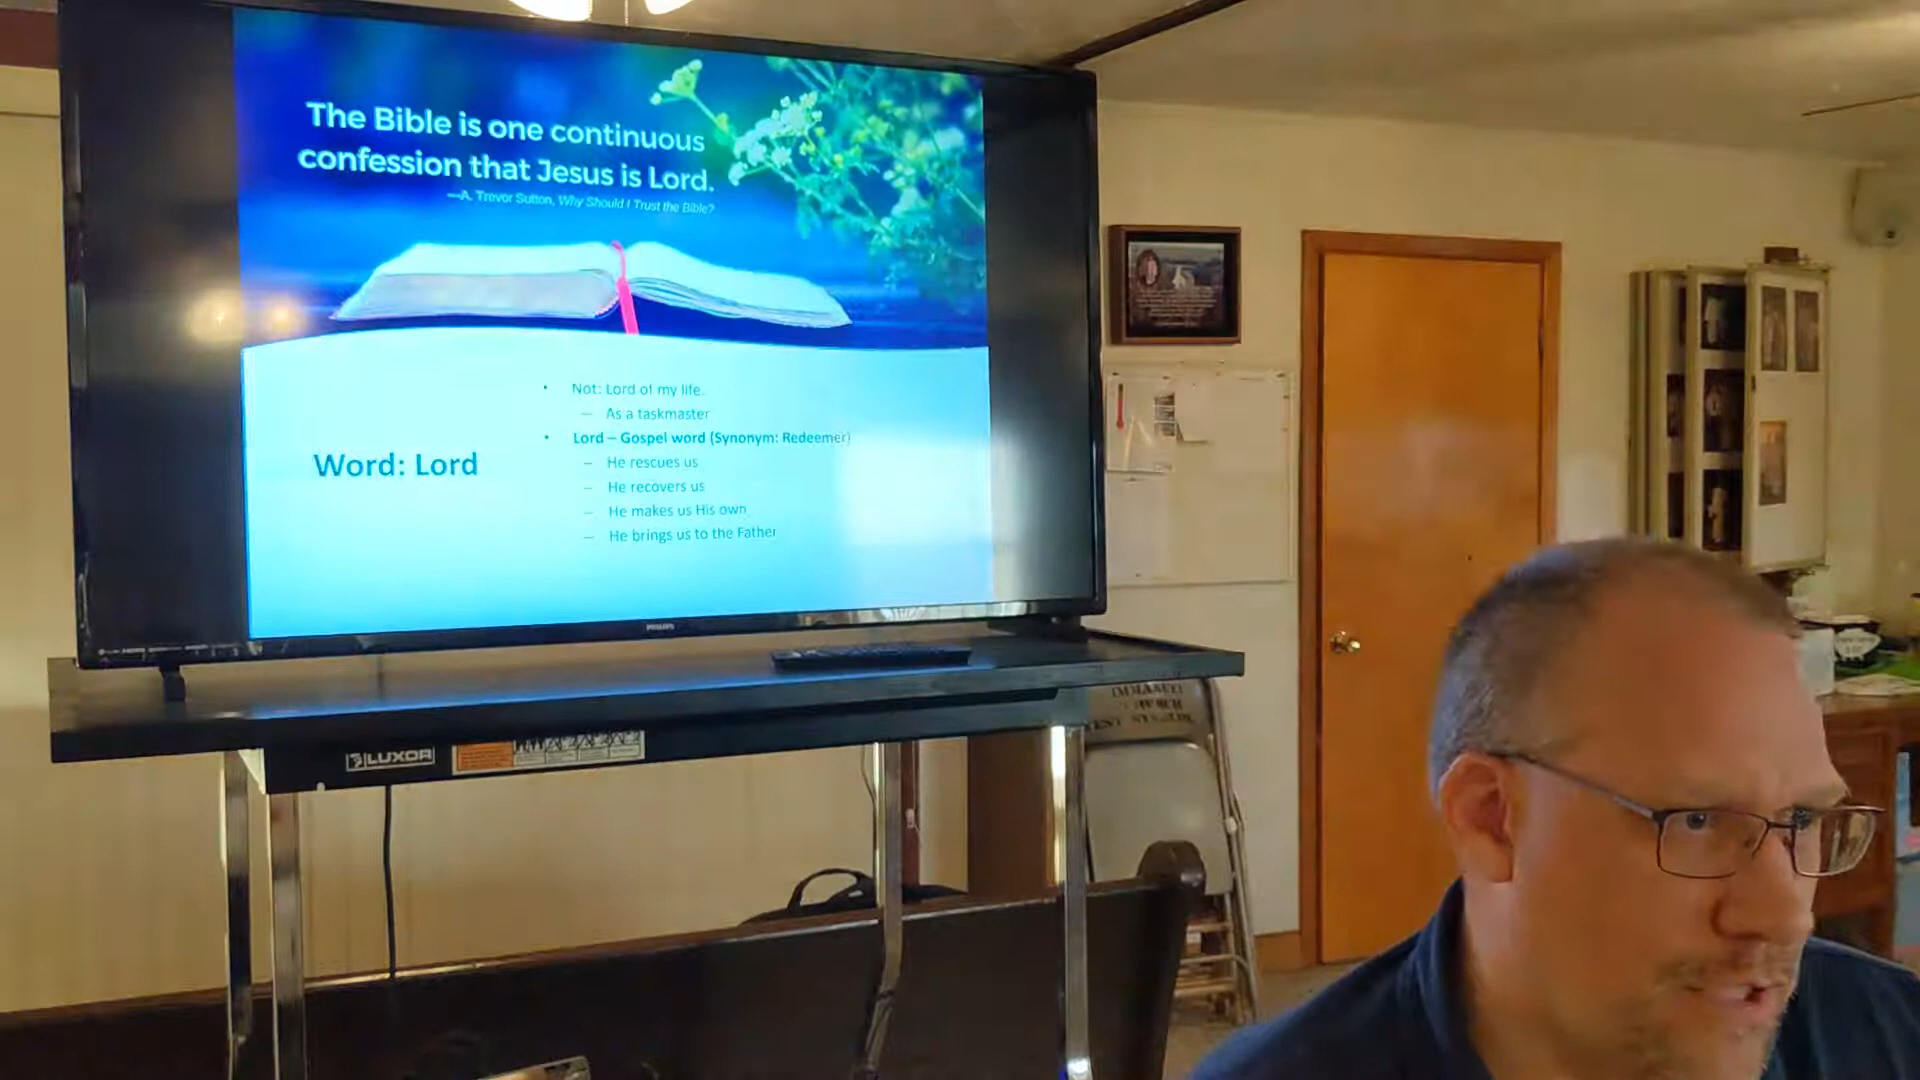 The Bible is one continuous
confession that Jesus is Lord.
—A. Trevor Sutton, Why Should I Trust the Bible?
Word: Lord
• Not: Lord of my life.
– As a taskmaster
• Lord – Gospel word (Synonym: Redeemer)
– He rescues us
– He recovers us
– He makes us His own
– He brings us to the Father
PHILIPS
LUXOR
IMMANUEL